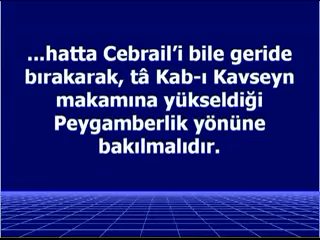 ...hatta Cebrail’i bile geride
bırakarak, tâ Kab-ı Kavseyn
makamına yükseldiği
Peygamberlik yönüne
bakılmalıdır.